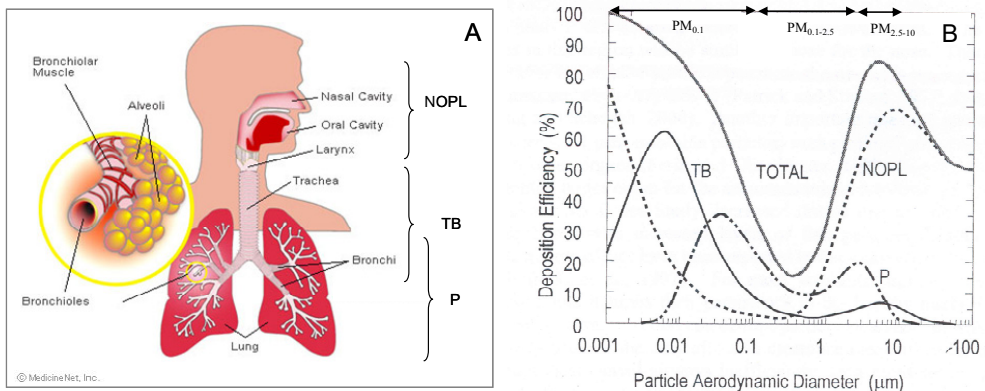 A
Bronchiolar
Muscle
Alveoli
Bronchioles
Nasal Cavity
Oral Cavity
Larynx
Trachea
Bronchi
Lung
NOPL
TB
P
© MedicineNet, Inc.
B
PM0.1
PM0.1-2.5
PM2.5-10
Deposition Efficiency (%)
100
90
80
70
60
50
40
30
20
10
0
TB
TOTAL
NOPL
P
0.001
0.01
0.1
1
10
-100
Particle Aerodynamic Diameter (μm)